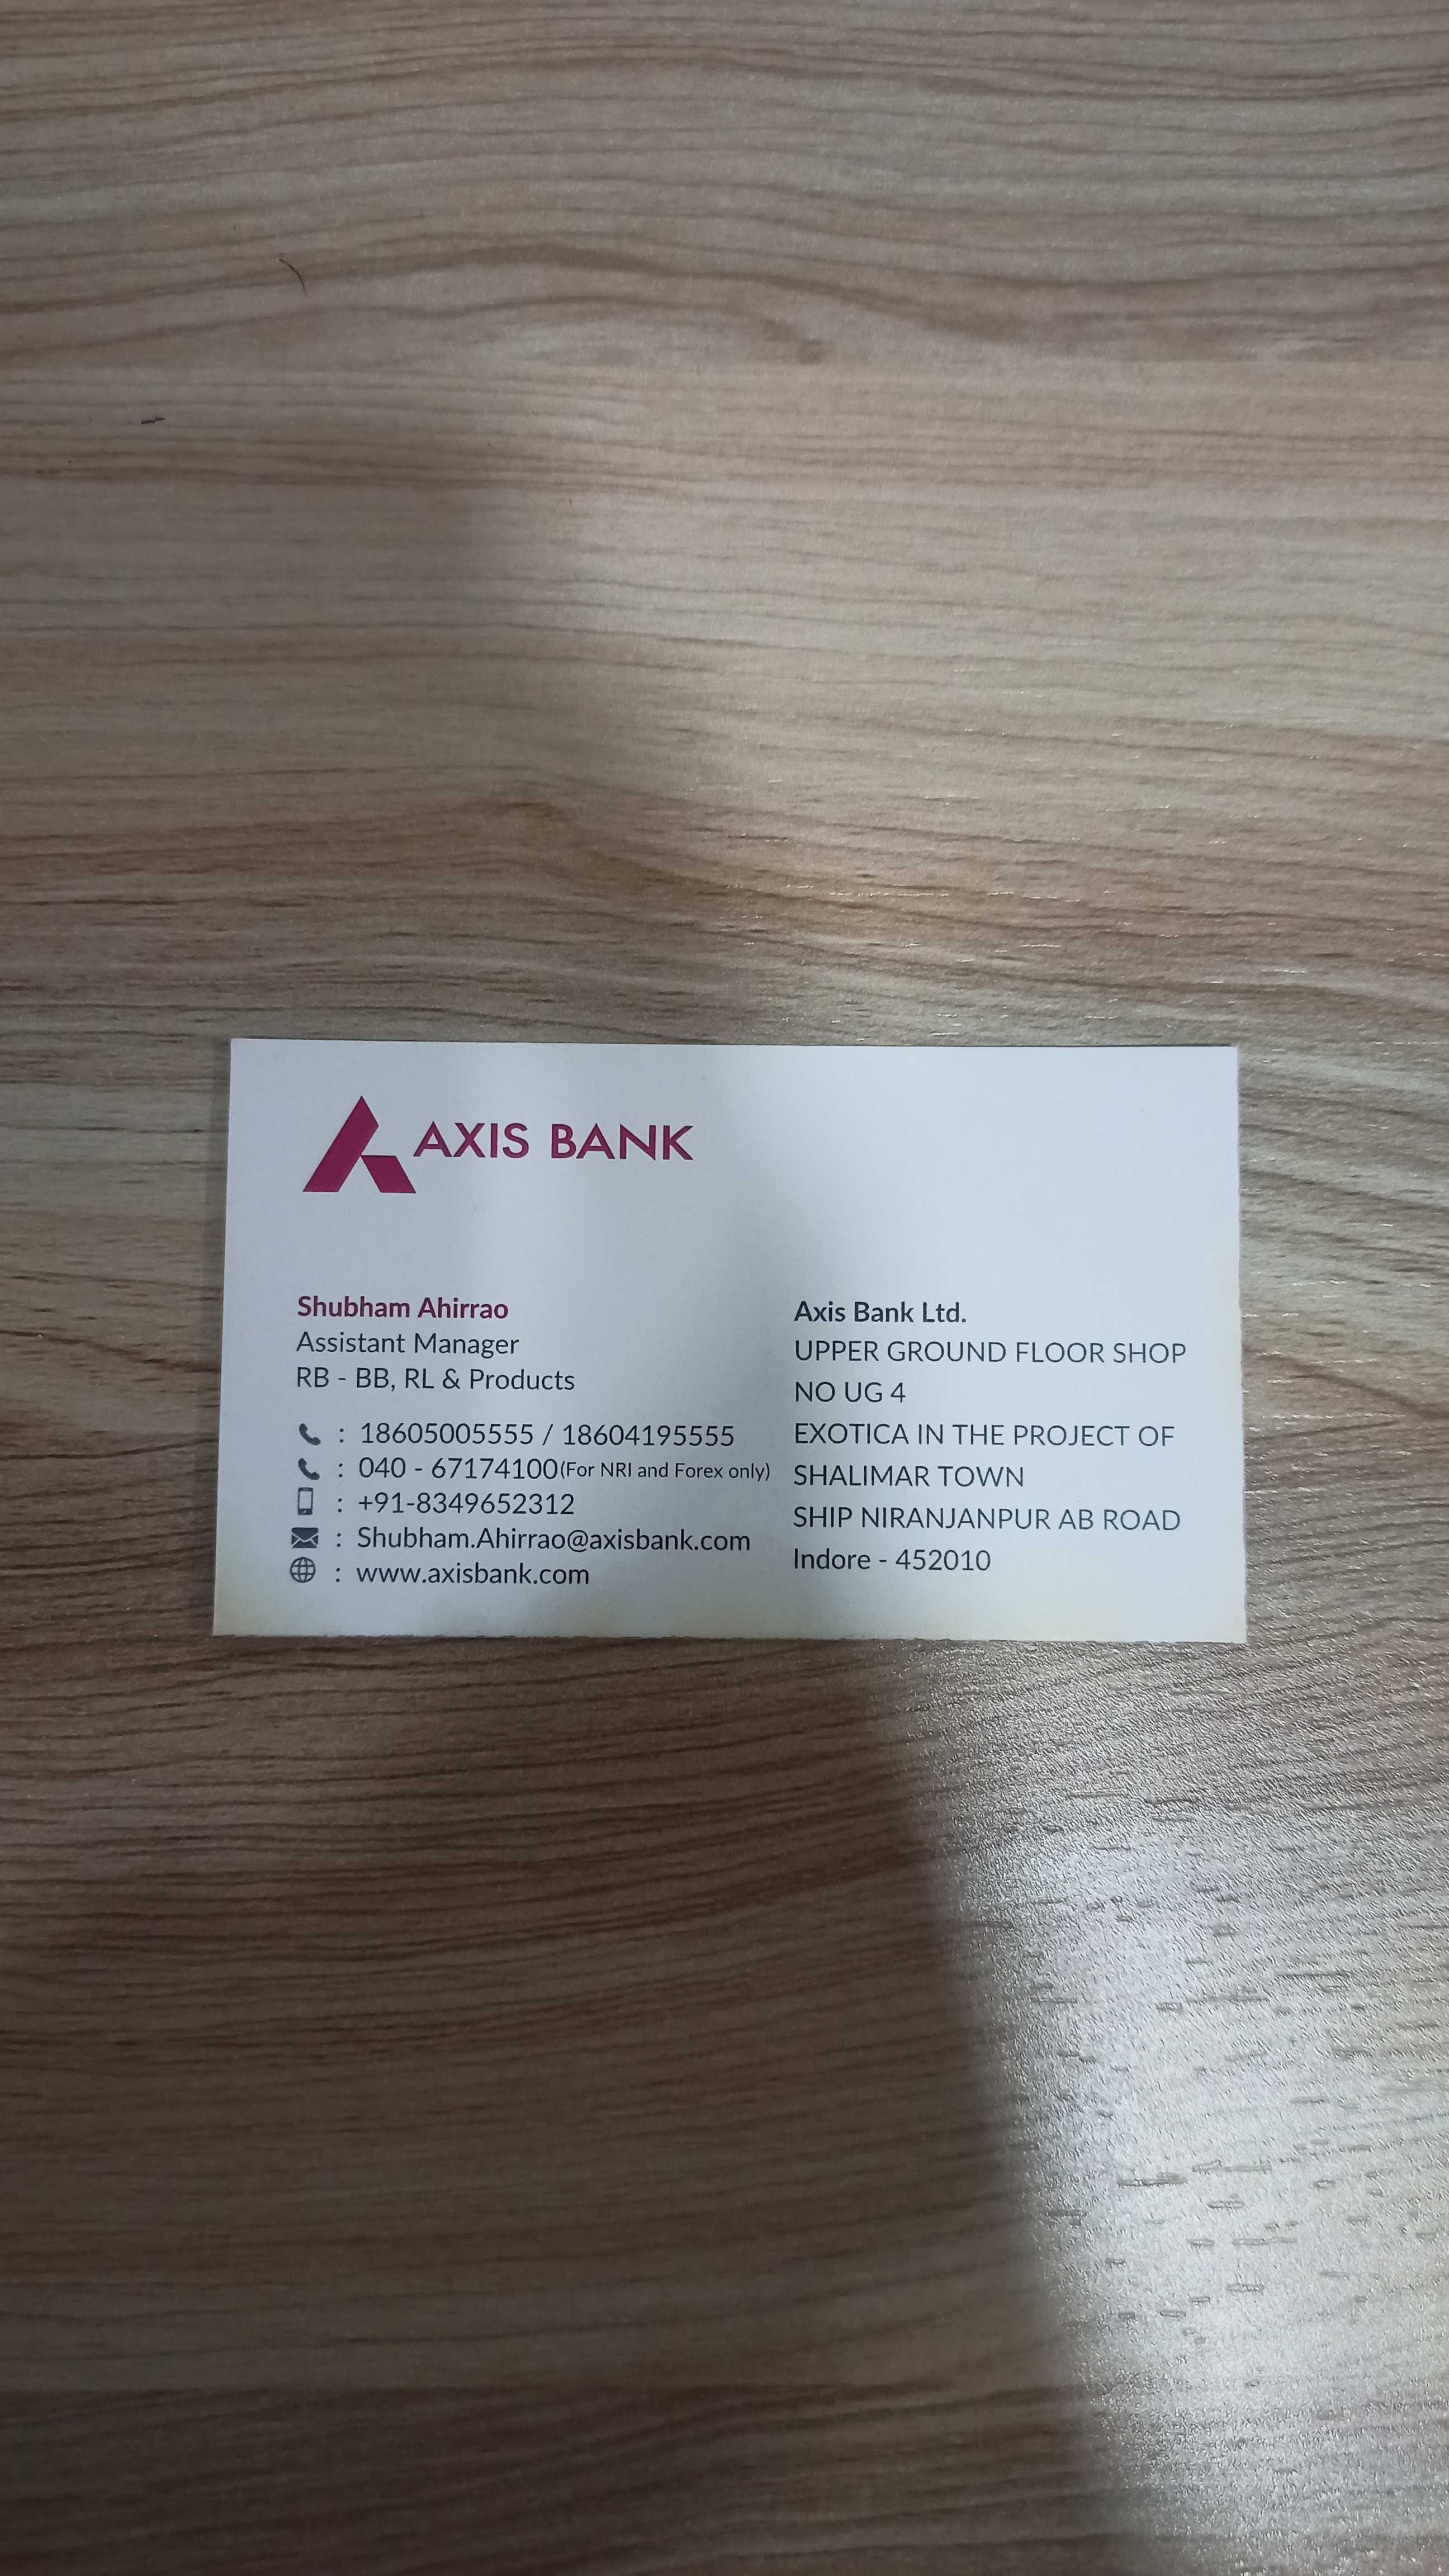 AXIS BANK
Shubham Ahirrao
Assistant Manager
RB - BB, RL & Products
: 18605005555 / 18604195555
: 040 - 67174100(For NRI and Forex only)
: +91-8349652312
: Shubham.Ahirrao@axisbank.com
: www.axisbank.com
Axis Bank Ltd.
UPPER GROUND FLOOR SHOP
NO UG 4
EXOTICA IN THE PROJECT OF
SHALIMAR TOWN
SHIP NIRANJANPUR AB ROAD
Indore - 452010